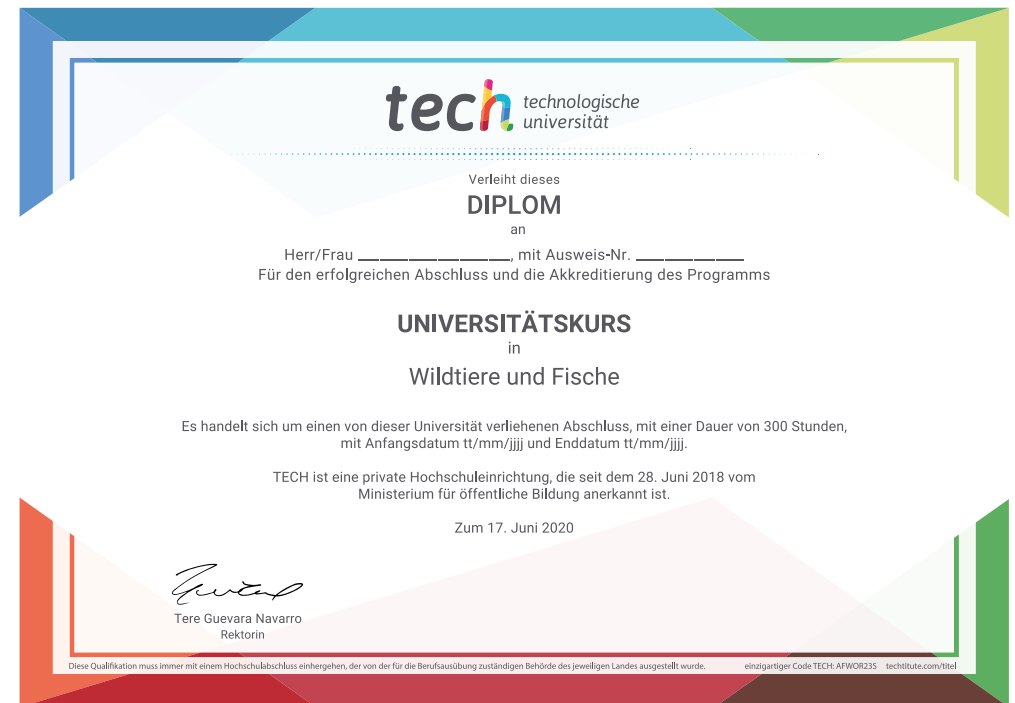 tech technologische
universität
Verleiht dieses
DIPLOM
an
Herr/Frau ________________, mit Ausweis-Nr. ____________
Für den erfolgreichen Abschluss und die Akkreditierung des Programms
UNIVERSITÄTSKURS
in
Wildtiere und Fische
Es handelt sich um einen von dieser Universität verliehenen Abschluss, mit einer Dauer von 300 Stunden,
mit Anfangsdatum tt/mm/jjjj und Enddatum tt/mm/jjjj.
TECH ist eine private Hochschuleinrichtung, die seit dem 28. Juni 2018 vom
Ministerium für öffentliche Bildung anerkannt ist.
Zum 17. Juni 2020
Tere Guevara Navarro
Rektorin
Diese Qualifikation muss immer mit einem Hochschulabschluss einhergehen, der von der für die Berufsausübung zuständigen Behörde des jeweiligen Landes ausgestellt wurde. einzigartiger Code TECH: AFWOR23S techtitute.com/titel